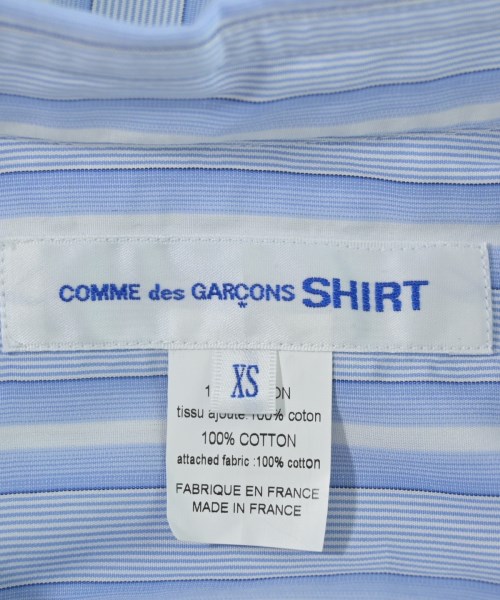 COMME des GARÇONS SHIRT
XS
tissu ajouté:100% coton
100% COTTON
attached fabric :100% cotton
FABRIQUE EN FRANCE
MADE IN FRANCE